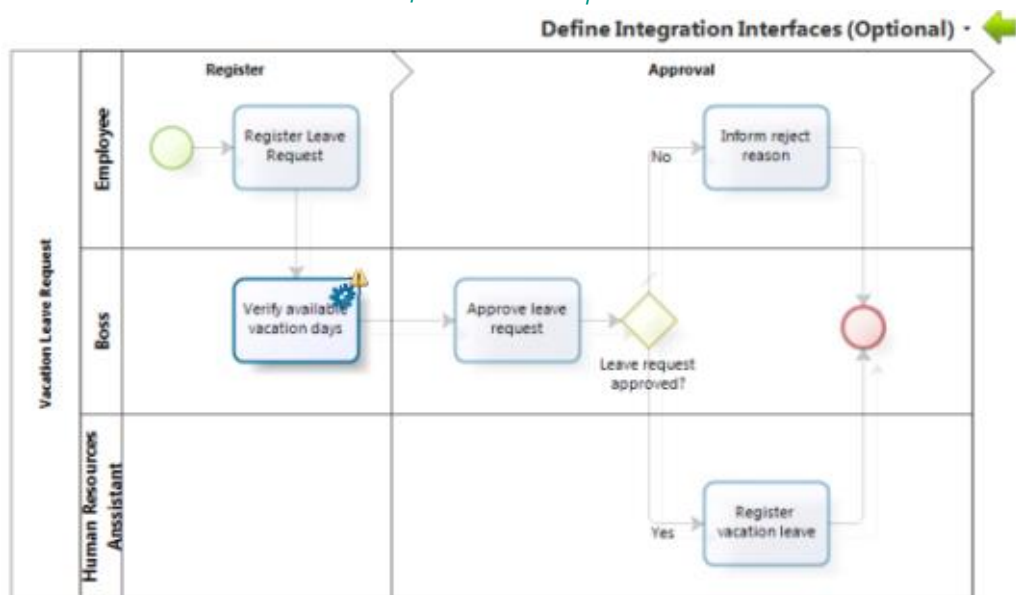 Define Integration Interfaces (Optional) -
Register
Approval
Vacation Leave Request
Employee
Register Leave
Request
Inform reject
reason
No
Boss
Verify available
vacation days
Approve leave
request
Leave request
approved?
Human Resources
Anssistant
Yes
Register
vacation leave